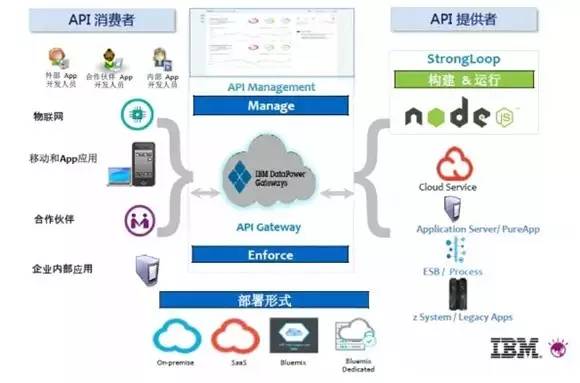 API 消费者
外部 App
开发人员
合作伙伴 App
开发人员
内部 App
开发人员
物联网
移动和App应用
合作伙伴
企业内部应用
API Management
Manage
IBM DataPower
Gateways
API Gateway
Enforce
部署形式
On-premise
SaaS
Bluemix
Bluemix
Dedicated
API 提供者
StrongLoop
构建 & 运行
node
JS
Cloud Service
Application Server/ PureApp
ESB / Process
z System / Legacy Apps
IBM